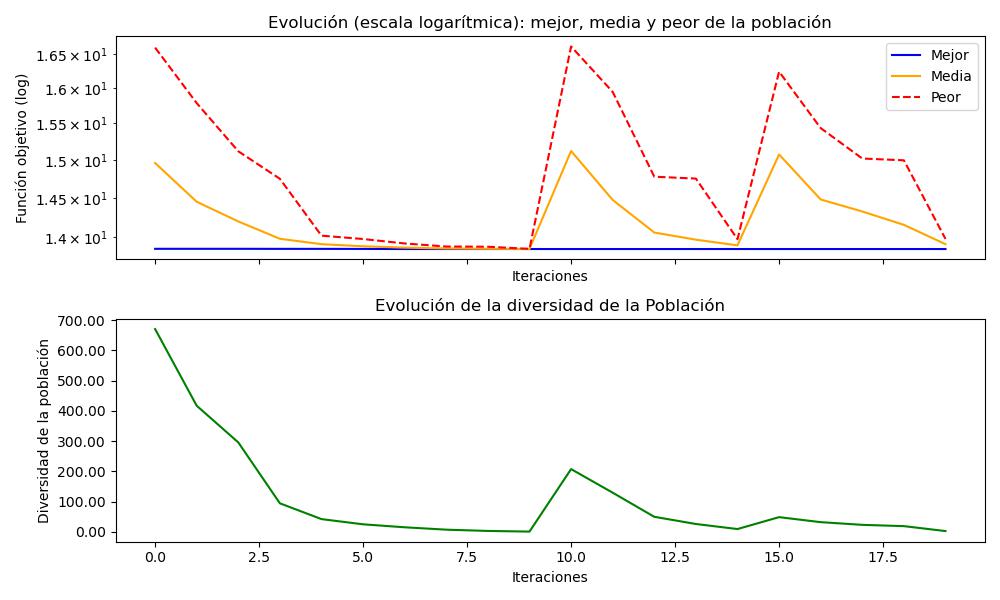 Evolución (escala logarítmica): mejor, media y peor de la población
Función objetivo (log)
1.65 × 10¹
1.6 × 10¹
1.55 × 10¹
1.5 × 10¹
1.45 × 10¹
1.4 × 10¹
Mejor
Media
Peor
Iteraciones
Evolución de la diversidad de la Población
Diversidad de la población
700.00
600.00
500.00
400.00
300.00
200.00
100.00
0.00
0.0 2.5 5.0 7.5 10.0 12.5 15.0 17.5
Iteraciones